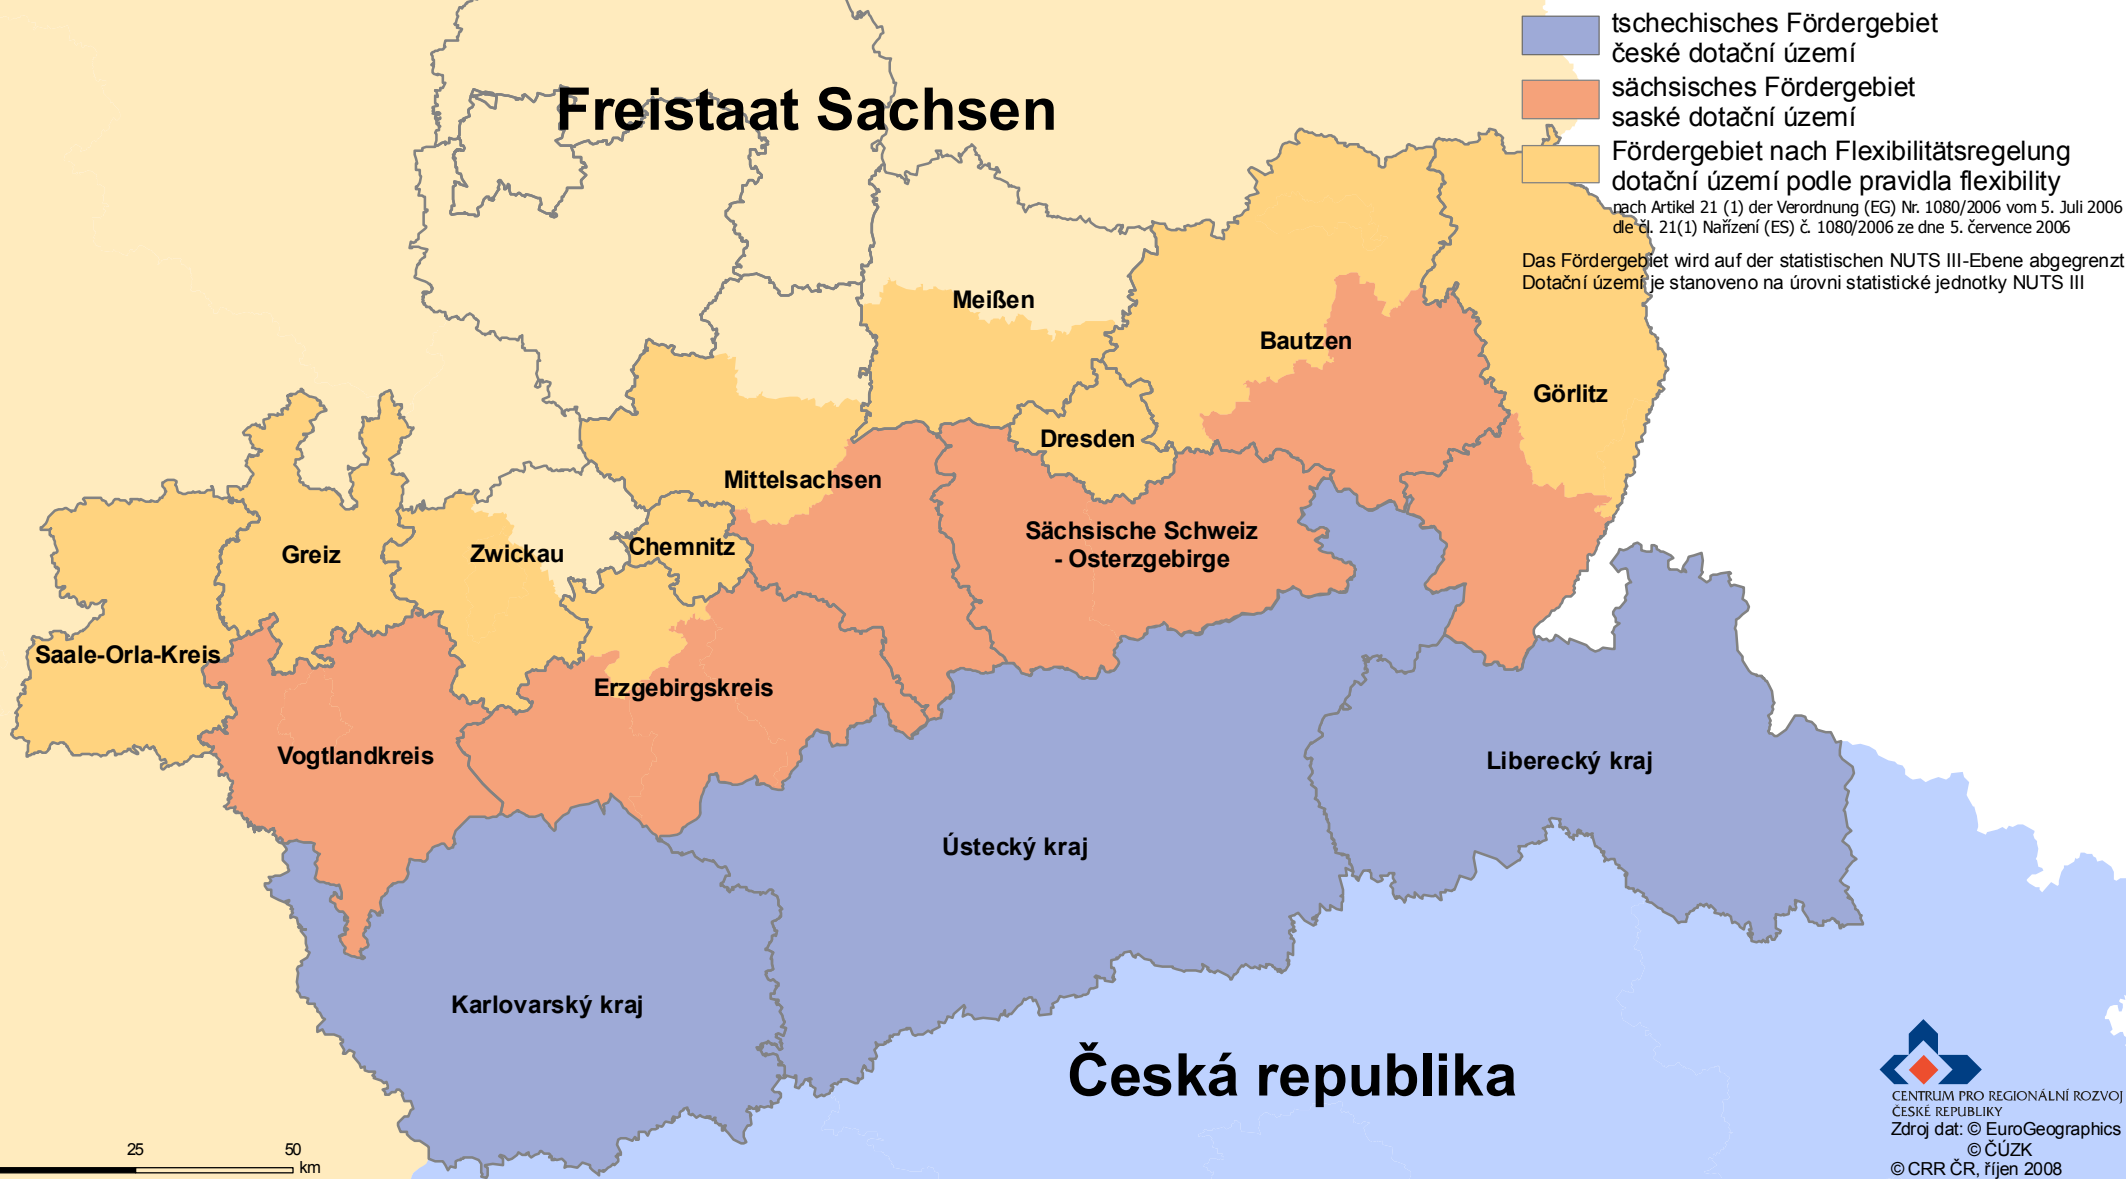 tschechisches Fördergebiet
české dotační území
sächsisches Fördergebiet
saské dotační území
Fördergebiet nach Flexibilitätsregelung
dotační území podle pravidla flexibility
nach Artikel 21 (1) der Verordnung (EG) Nr. 1080/2006 vom 5. Juli 2006
dle čl. 21(1) Nařízení (ES) č. 1080/2006 ze dne 5. července 2006
Das Fördergebiet wird auf der statistischen NUTS III-Ebene abgegrenzt
Dotační území je stanoveno na úrovni statistické jednotky NUTS III
Freistaat Sachsen
Meißen
Bautzen
Görlitz
Dresden
Mittelsachsen
Sächsische Schweiz
- Osterzgebirge
Chemnitz
Zwickau
Greiz
Saale-Orla-Kreis
Erzgebirgskreis
Vogtlandkreis
Liberecký kraj
Ústecký kraj
Karlovarský kraj
Česká republika
25 50
km
CENTRUM PRO REGIONÁLNÍ ROZVOJ
ČESKÉ REPUBLIKY
Zdroj dat: © EuroGeographics
© ČÚZK
© CRR ČR, říjen 2008